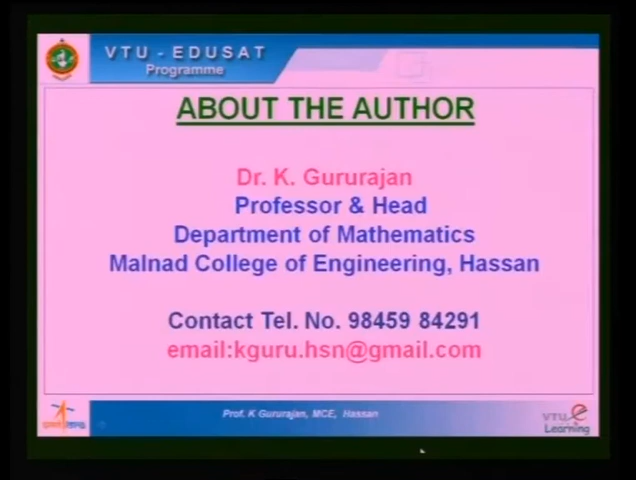 VTU - EDUSAT
Programme
ABOUT THE AUTHOR
Dr. K. Gururajan
Professor & Head
Department of Mathematics
Malnad College of Engineering, Hassan
Contact Tel. No. 98459 84291
email:kguru.hsn@gmail.com
Prof. K Gururajan, MCE, Hassan
VTU e
Learning